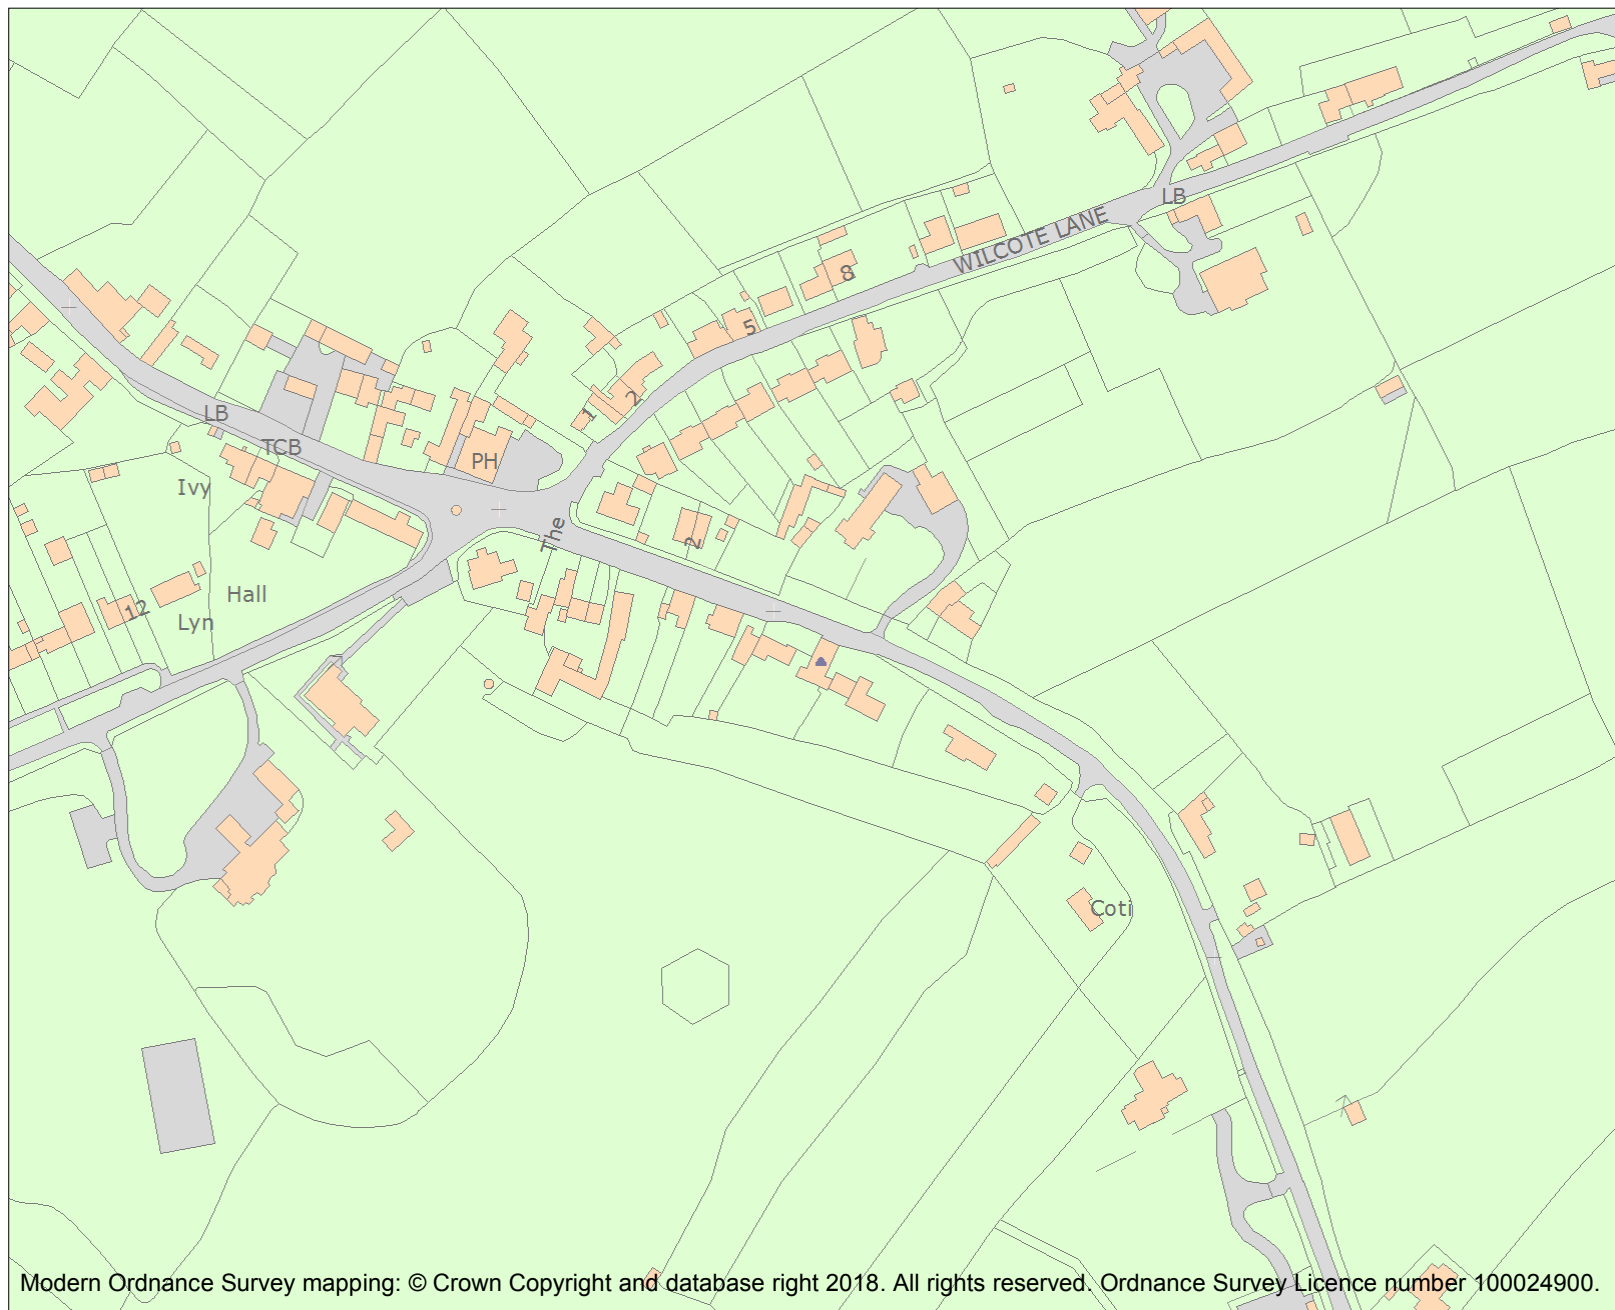 LB
WILCOTE LANE
8
5
2
1
LB
TCB
PH
Ivy
The
2
Hall
12
Lyn
Coti
Modern Ordnance Survey mapping: © Crown Copyright and database right 2018. All rights reserved. Ordnance Survey Licence number 100024900.